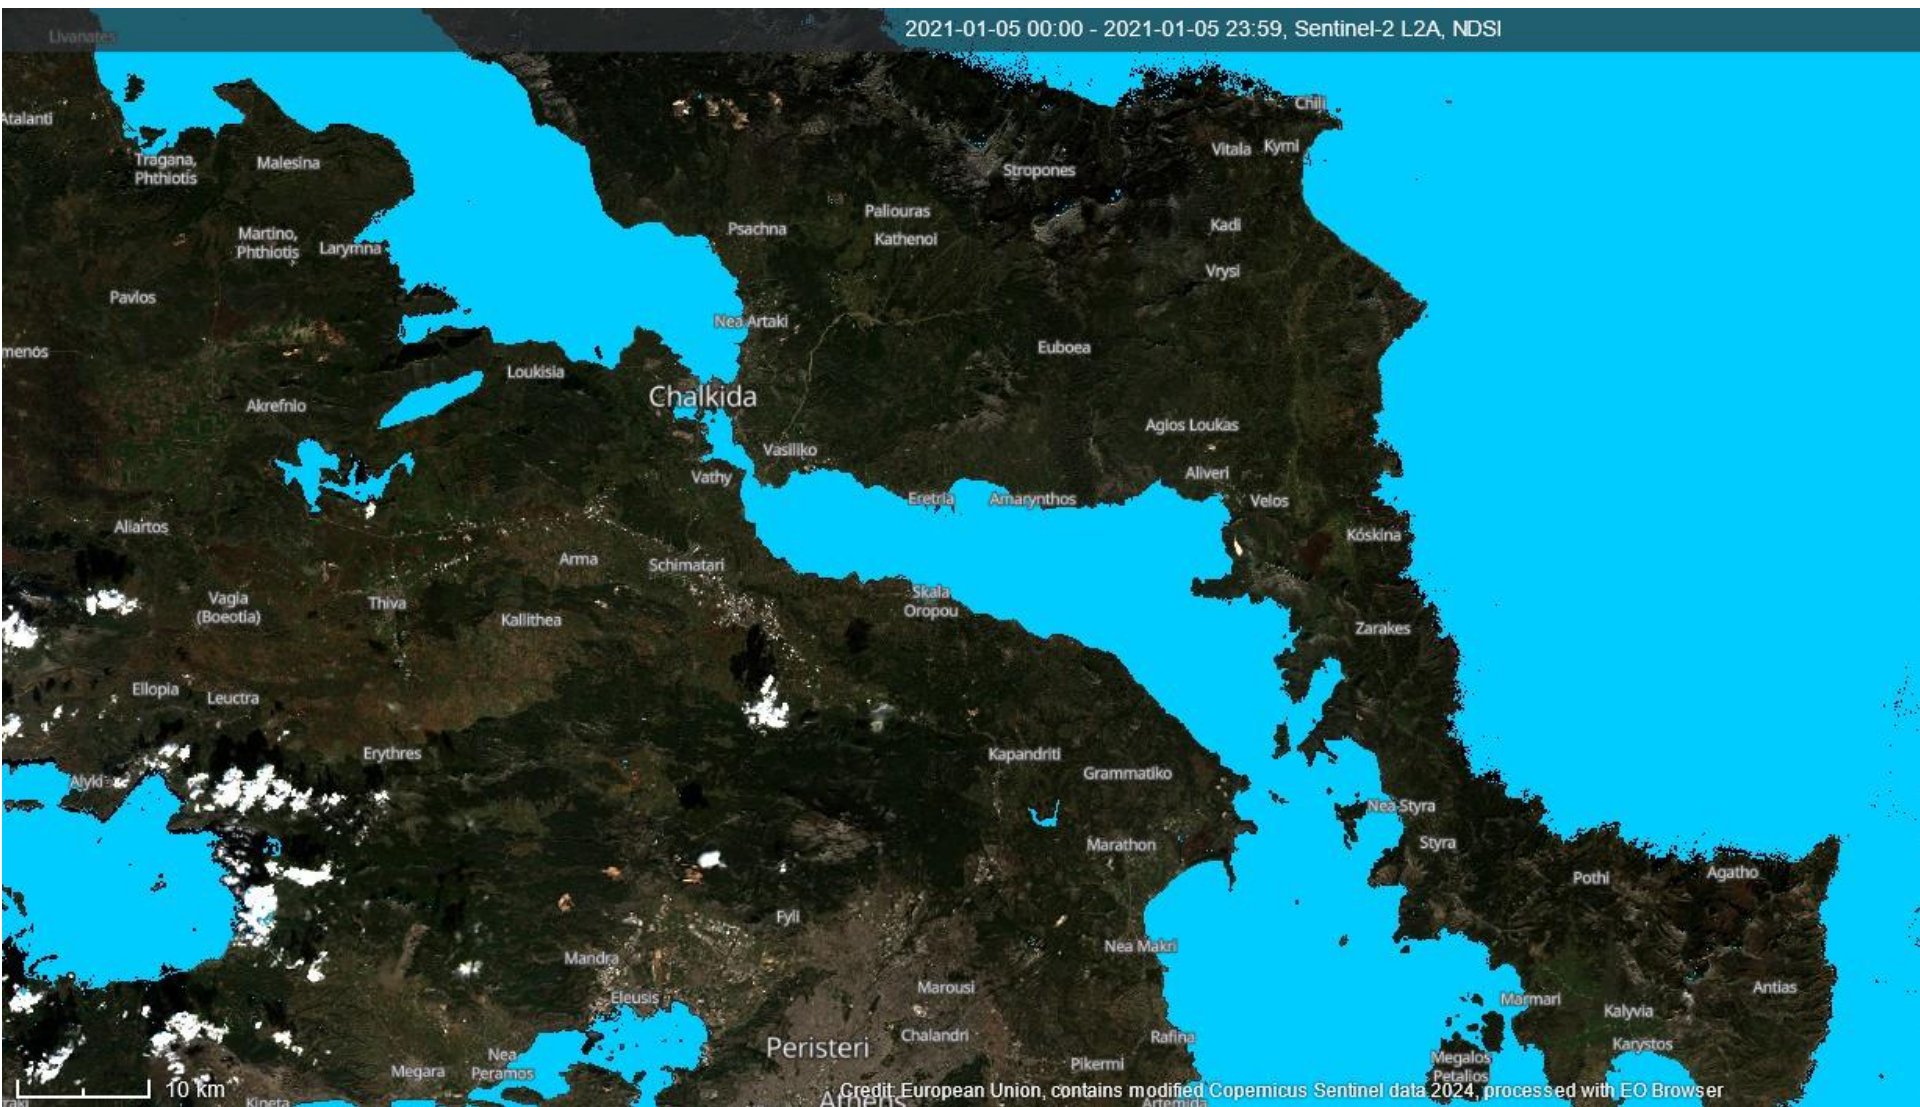 2021-01-05 00:00 - 2021-01-05 23:59, Sentinel-2 L2A, NDSI
Livanates
Chili
Atalanti
Vitala
Kymi
Tragana,
Phthiotis
Malesina
Stropones
Paliouras
Psachna
Kadi
Martino,
Phthiotis
Larymna
Kathenoi
Vrysi
Pavlos
Nea Artaki
Euboea
menos
Loukisia
Chalkida
Akrefnio
Agios Loukas
Vasiliko
Aliveri
Vathy
Eretria
Amarynthos
Velos
Aliartos
Kóskina
Arma
Schimatari
Vagia
(Boeotia)
Thiva
Skala
Oropou
Kallithea
Zarakes
Ellopia
Leuctra
Erythres
Kapandriti
Grammatiko
Alyki
Nea Styra
Marathon
Styra
Agatho
Pothi
Fyli
Nea Makri
Mandra
Marousi
Antias
Eleusis
Marmari
Kalyvia
Chalandri
Rafina
Karystos
Peristeri
Nea
Peramos
Megara
Pikermi
Megalos
Petalios
10 km
Credit: European Union, contains modified Copernicus Sentinel data 2024, processed with EO Browser
Athens
Artemida
Kineta